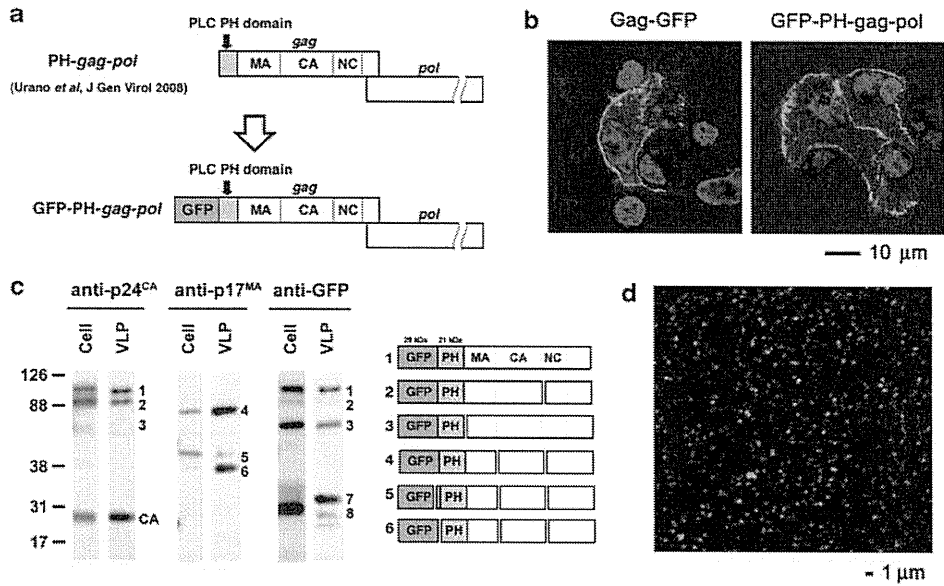 a
PLC PH domain
gag
PH-gag-pol
MA CA NC
pol
(Urano et al, J Gen Virol 2008)
PLC PH domain
gag
GFP-PH-gag-pol
GFP MA CA NC
pol
b
Gag-GFP GFP-PH-gag-pol
10 μm
c
anti-p24CA anti-p17MA anti-GFP
Cell VLP Cell VLP Cell VLP
126
88
38
31
17
1
2
3
CA
4
5
6
1
2
3
7
8
21 kDa
1 GFP PH MA CA NC
2 GFP PH
3 GFP PH
4 GFP PH
5 GFP PH
6 GFP PH
d
1 μm